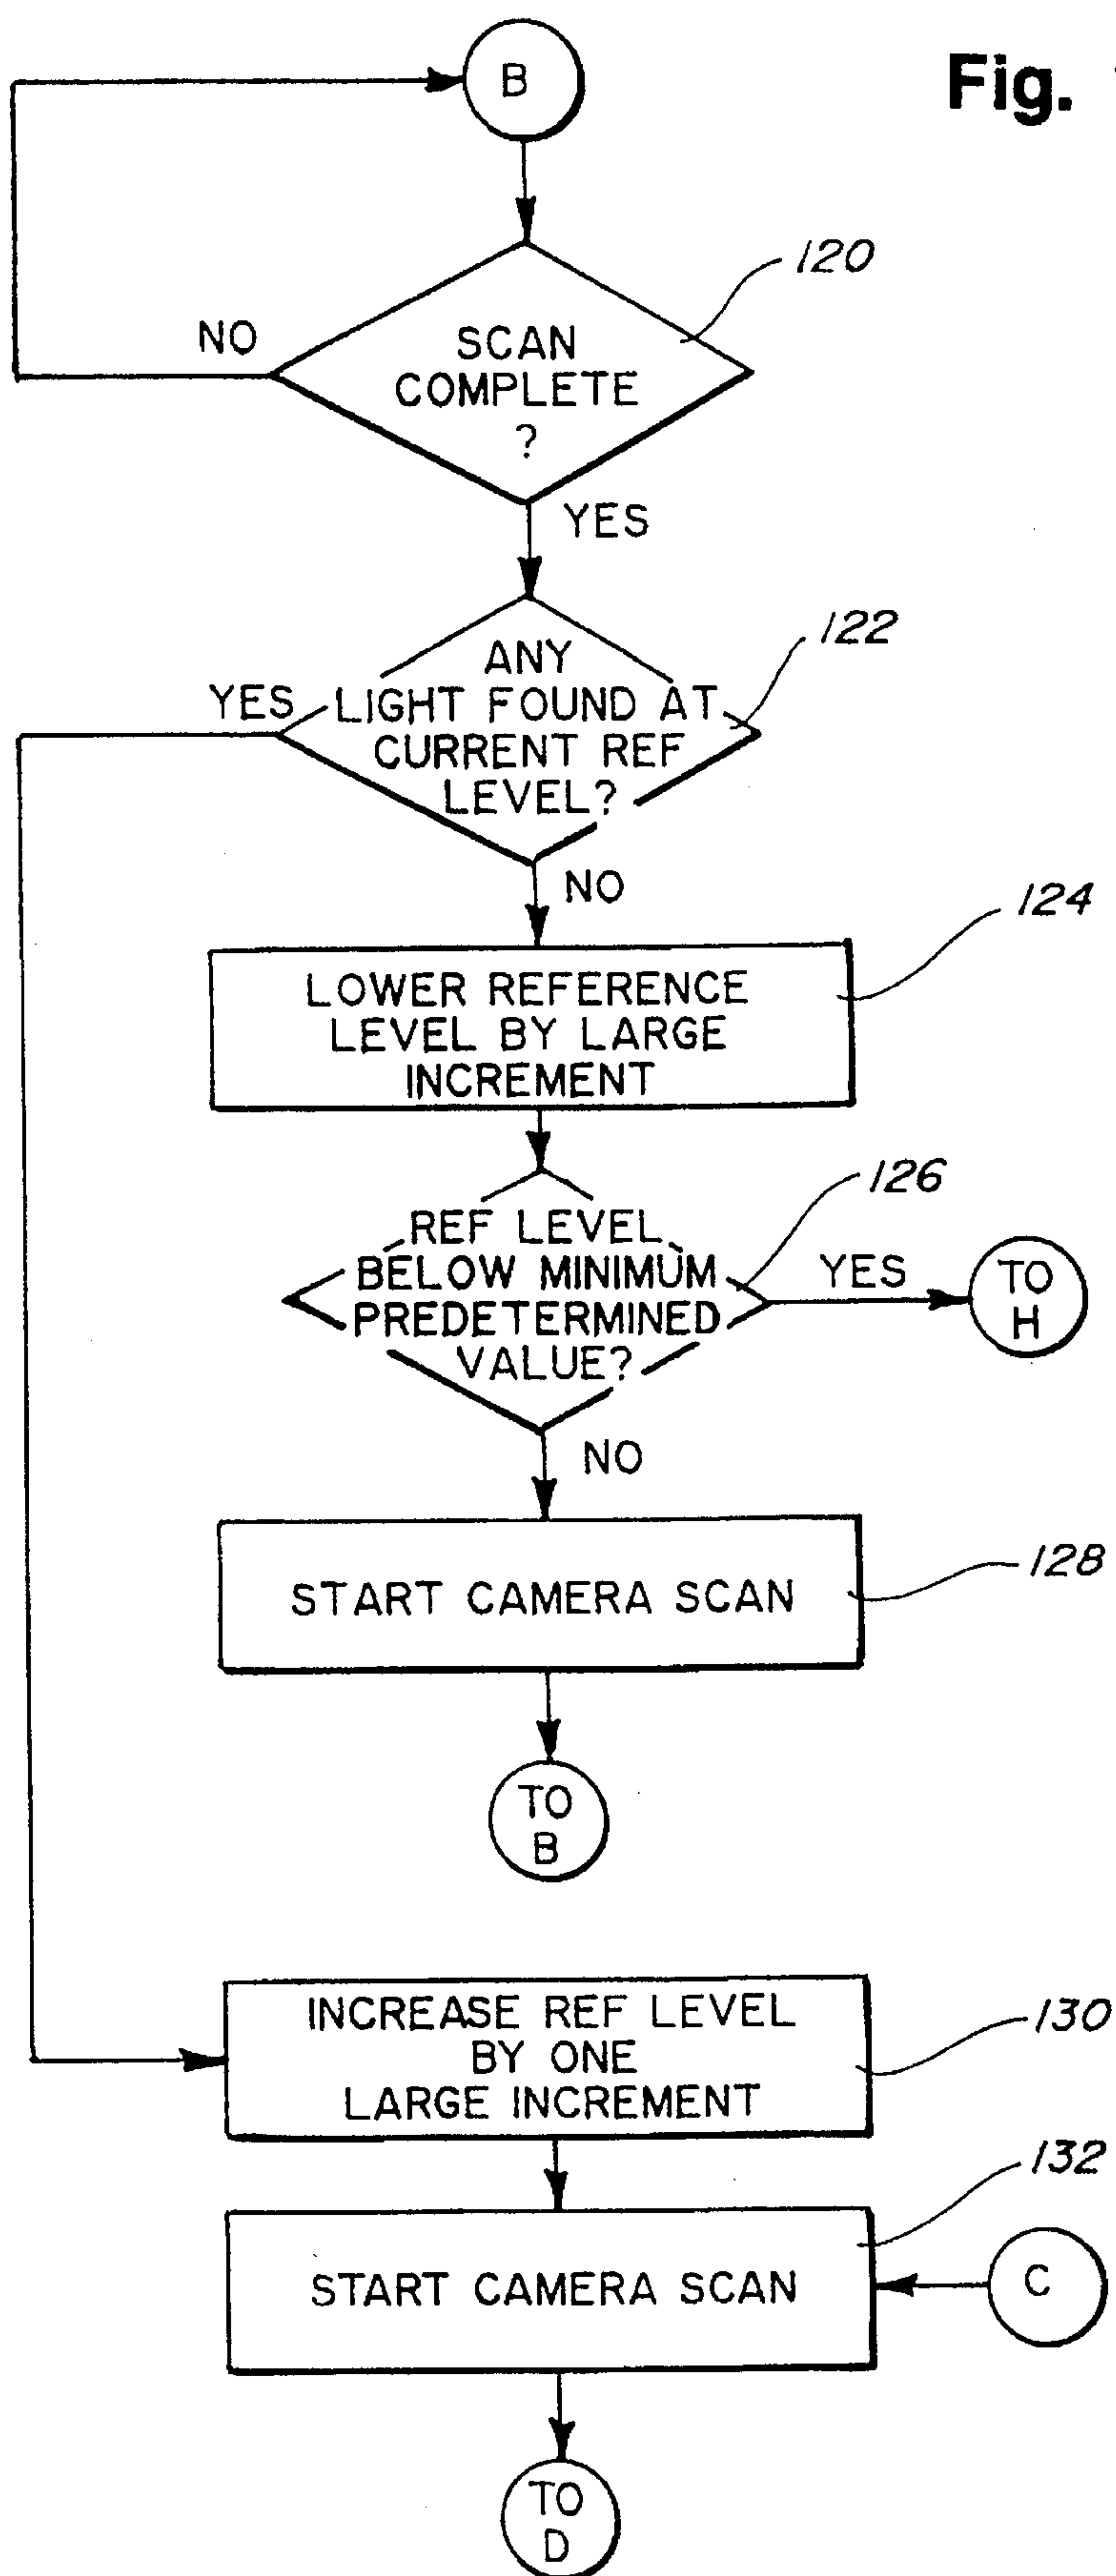 B
Fig.
120
NO
SCAN
COMPLETE
?
YES
122
ANY
YES
LIGHT FOUND AT
CURRENT REF
LEVEL?
NO
124
LOWER REFERENCE
LEVEL BY LARGE
INCREMENT
126
REF LEVEL
BELOW MINIMUM
PREDETERMINED
VALUE?
YES
TO
H
NO
128
START CAMERA SCAN
TO
B
130
INCREASE REF LEVEL
BY ONE
LARGE INCREMENT
132
START CAMERA SCAN
C
TO
D